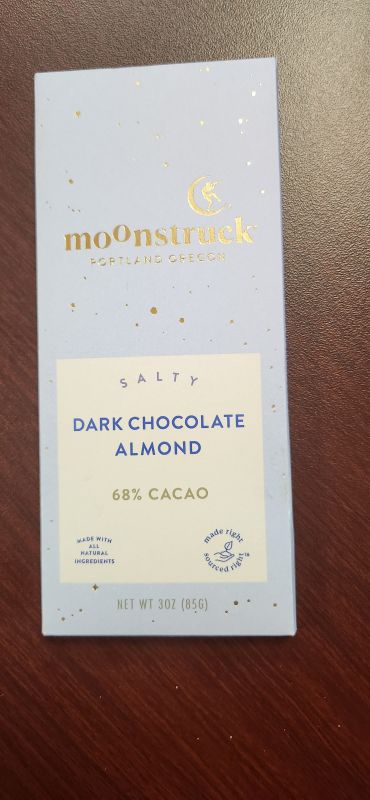 moonstruck
PORTLAND OREGON
SALTY
DARK CHOCOLATE
ALMOND
68% CACAO
MADE WITH
ALL
NATURAL
INGREDIENTS
made right
sourced right
NET WT 3OZ (85G)